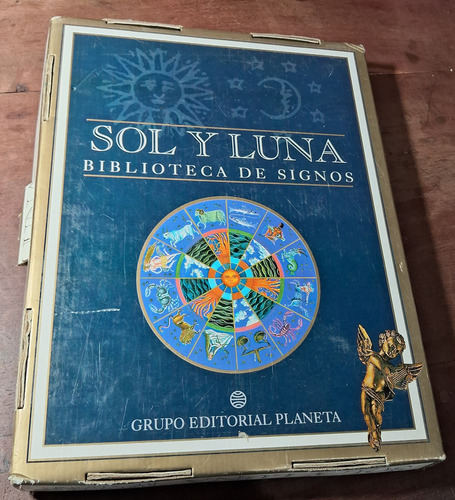 SOL Y LUNA
BIBLIOTECA DE SIGNOS
GRUPO EDITORIAL PLANETA